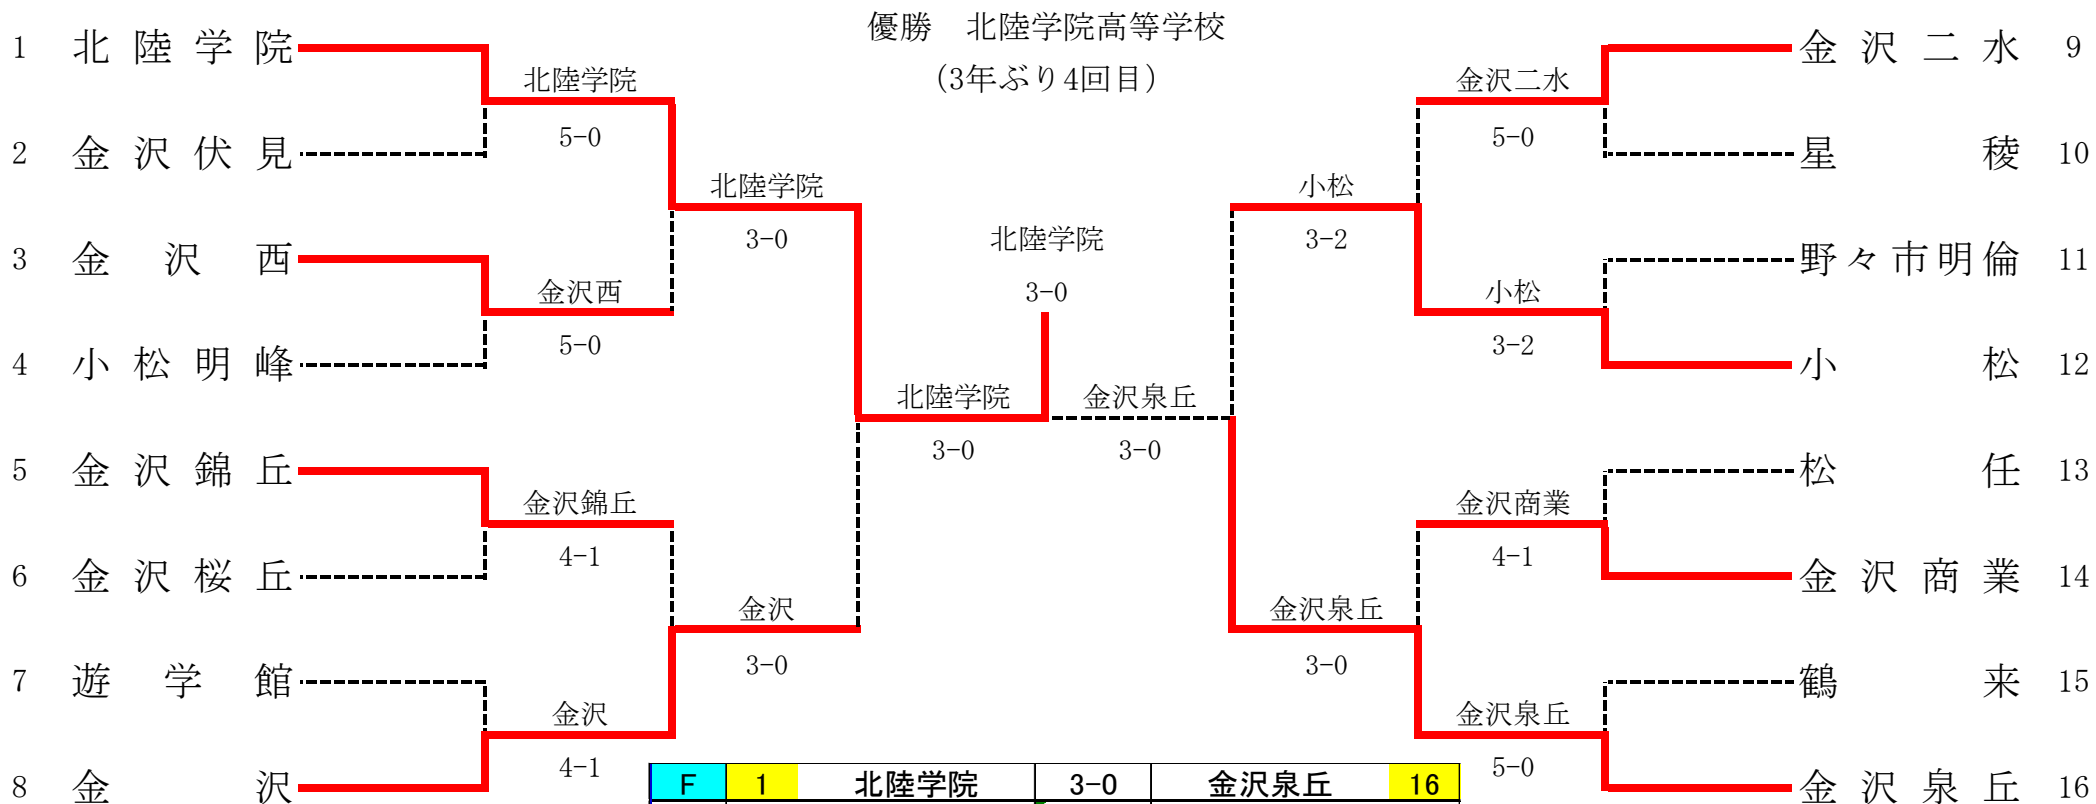 優勝 北陸学院高等学校
(3年ぶり4回目)
1 北陸学院
2 金沢伏見
3 金沢西
4 小松明峰
5 金沢錦丘
6 金沢桜丘
7 遊学館
8 金沢
北陸学院
5-0
金沢西
5-0
金沢錦丘
4-1
金沢
4-1
北陸学院
3-0
金沢
3-0
北陸学院
3-0
北陸学院
3-0
金沢泉丘
3-0
小松
3-2
金沢泉丘
3-0
金沢二水
5-0
小松
3-2
金沢商業
4-1
金沢泉丘
5-0
金沢二水 9
星稜 10
野々市明倫 11
小松 12
松任 13
金沢商業 14
鶴来 15
金沢泉丘 16
F 1 北陸学院 3-0 金沢泉丘 16